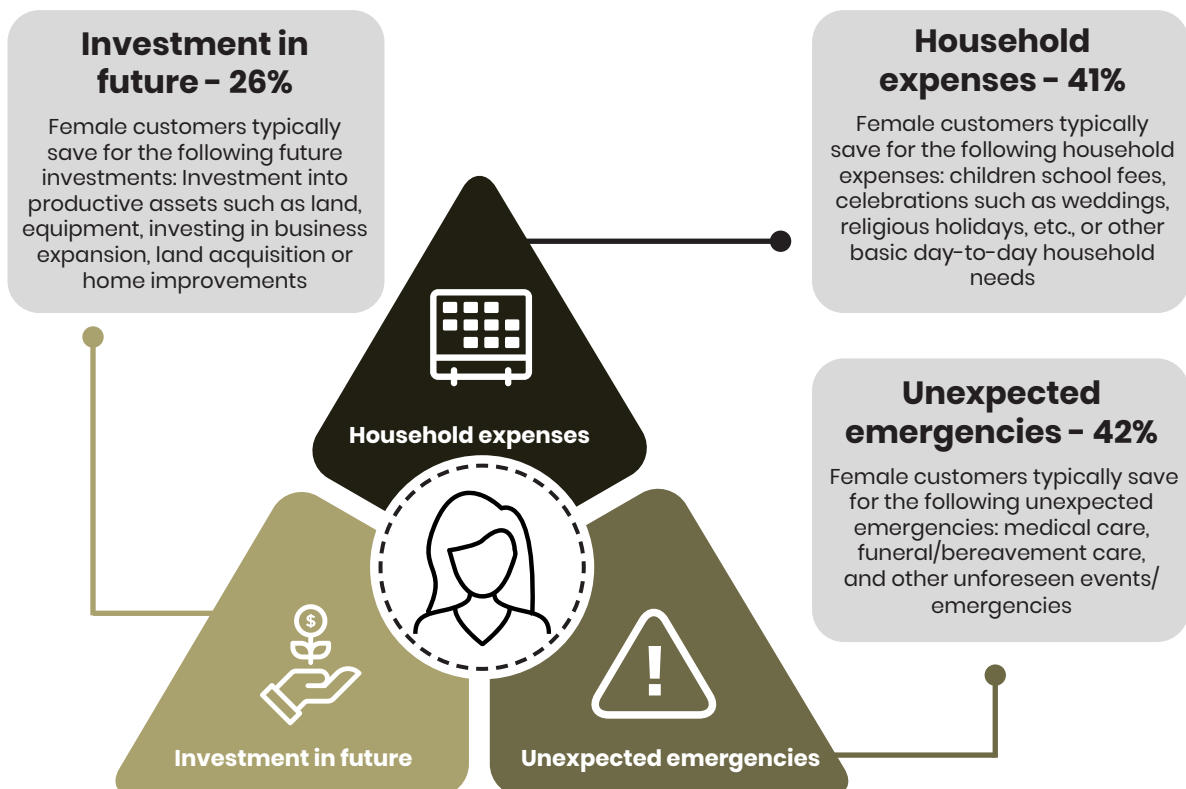 Investment in
future - 26%
Female customers typically
save for the following future
investments: Investment into
productive assets such as land,
equipment, investing in business
expansion, land acquisition or
home improvements
Household
expenses - 41%
Female customers typically
save for the following household
expenses: children school fees,
celebrations such as weddings,
religious holidays, etc., or other
basic day-to-day household
needs
Unexpected
emergencies - 42%
Female customers typically save
for the following unexpected
emergencies: medical care,
funeral/bereavement care,
and other unforeseen events/
emergencies
Household expenses
$
Investment in future
!
Unexpected emergencies